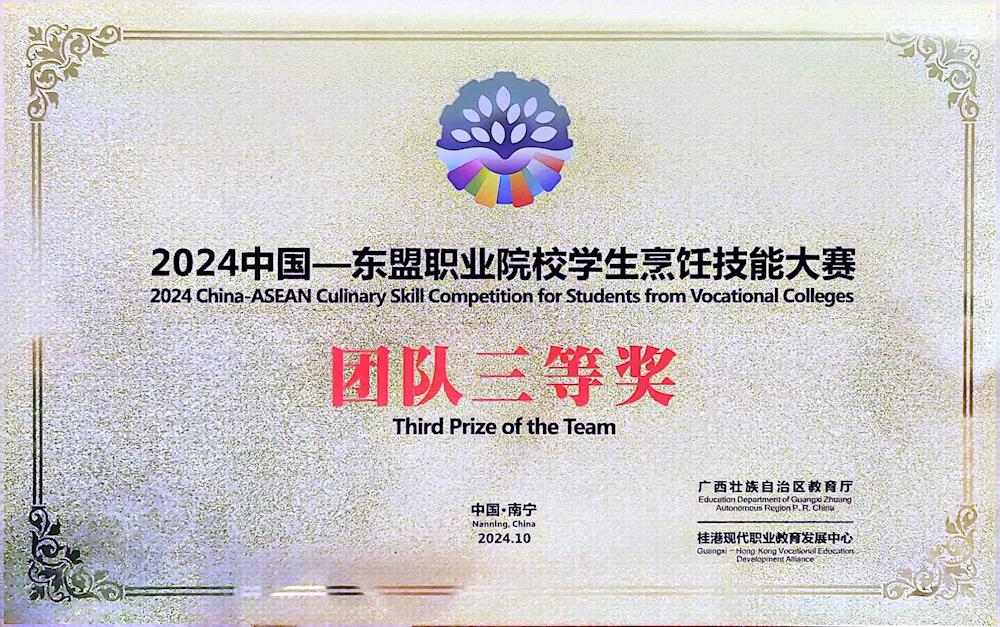 2024中国—东盟职业院校学生烹饪技能大赛
2024 China-ASEAN Culinary Skill Competition for Students from Vocational Colleges
团队三等奖
Third Prize of the Team
中国·南宁
Nanning, China
2024.10
广西壮族自治区教育厅
Education Department of Guangxi Zhuang
Autonomous Region P. R. China
桂港现代职业教育发展中心
Guangxi－Hong Kong Vocational Education
Development Alliance